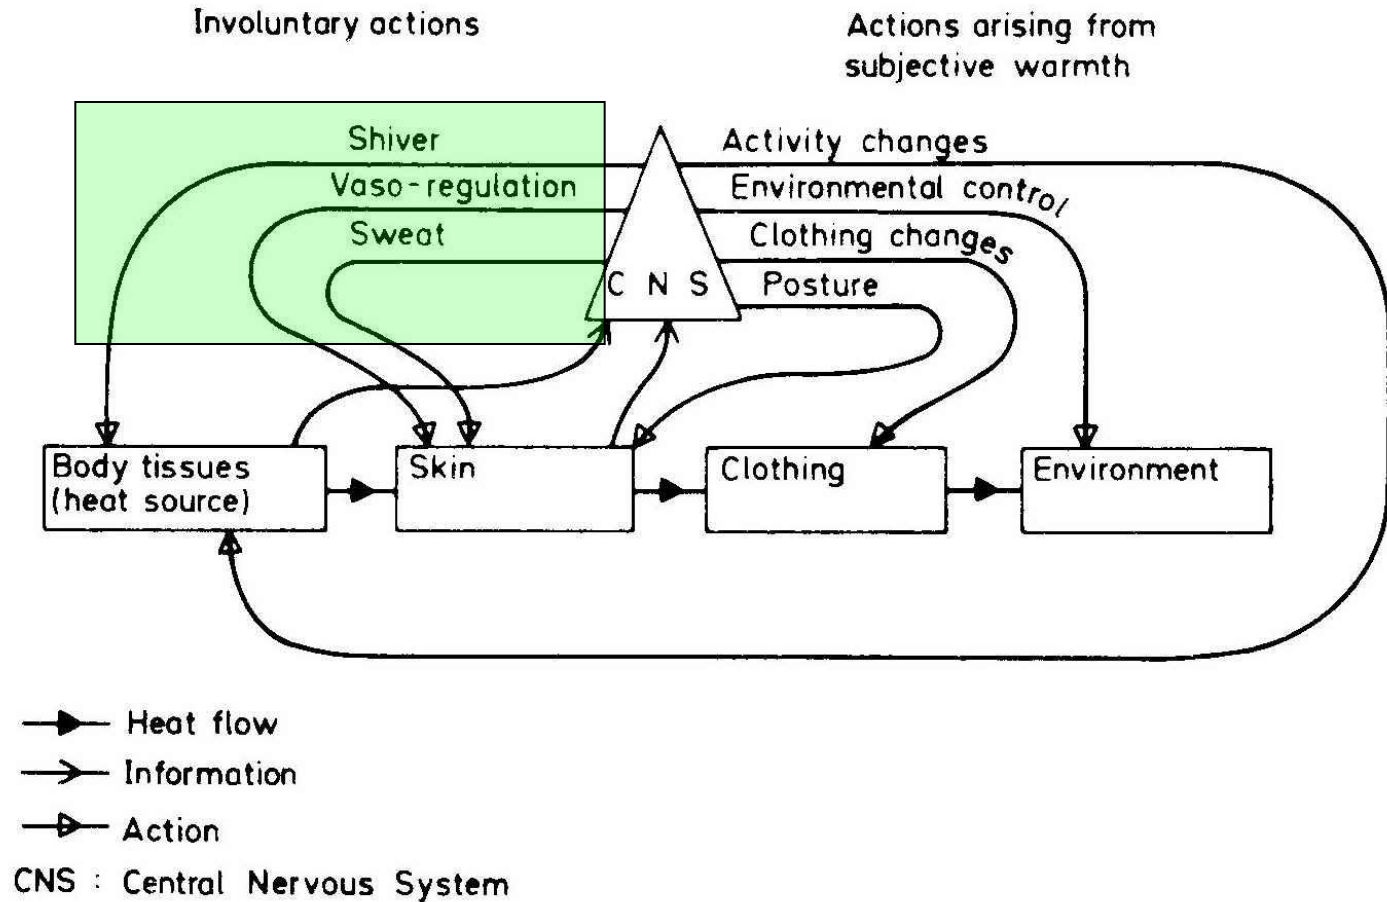 Involuntary actions
Actions arising from
subjective warmth
Shiver
Vaso-regulation
Sweat
Activity changes
Environmental control
Clothing changes
Posture
C N S
Body tissues
(heat source)
Skin
Clothing
Environment
Heat flow
Information
Action
CNS : Central Nervous System